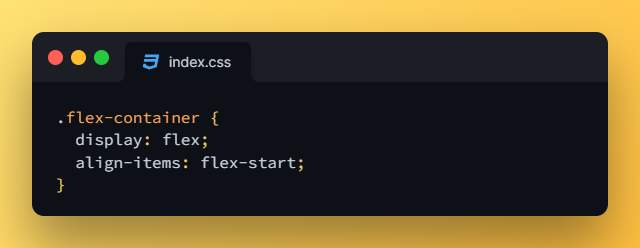 index.css
.flex-container {
  display: flex;
  align-items: flex-start;
}